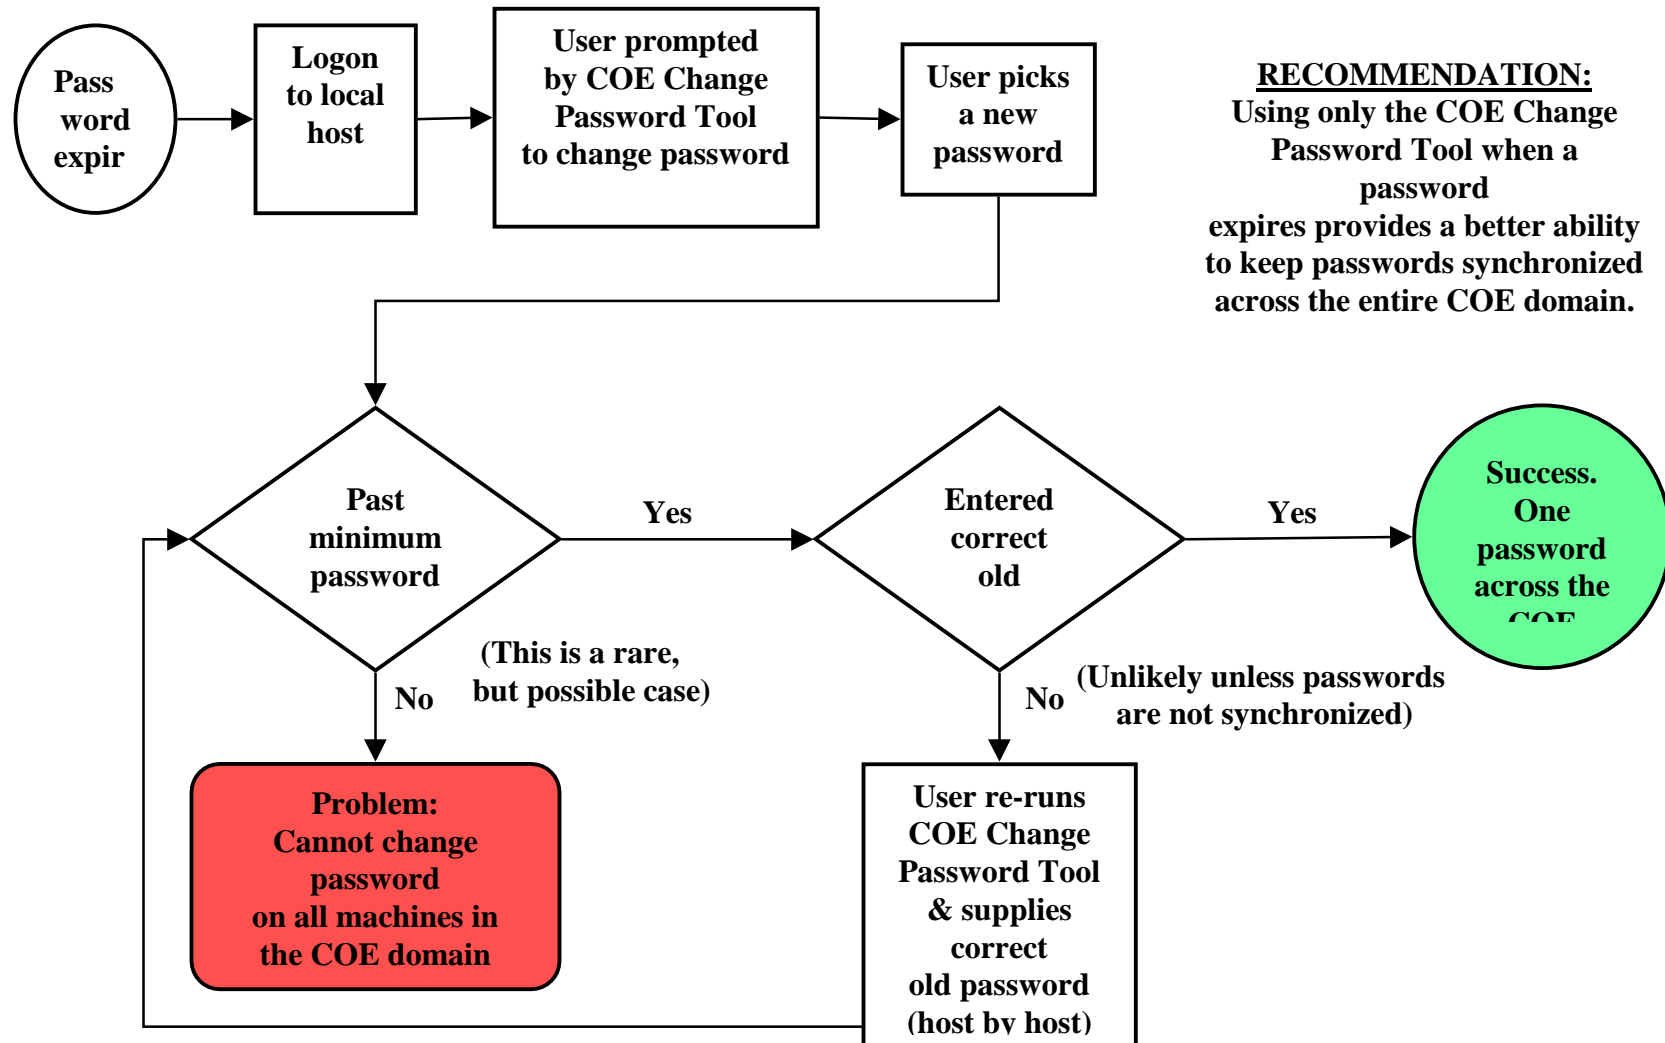 Pass
word
expir
Logon
to local
host
User prompted
by COE Change
Password Tool
to change password
User picks
a new
password
RECOMMENDATION:
Using only the COE Change
Password Tool when a
password
expires provides a better ability
to keep passwords synchronized
across the entire COE domain.
Past
minimum
password
Yes
Entered
correct
old
Yes
Success.
One
password
across the
COE
(This is a rare,
but possible case)
No
No
(Unlikely unless passwords
are not synchronized)
Problem:
Cannot change
password
on all machines in
the COE domain
User re-runs
COE Change
Password Tool
& supplies
correct
old password
(host by host)